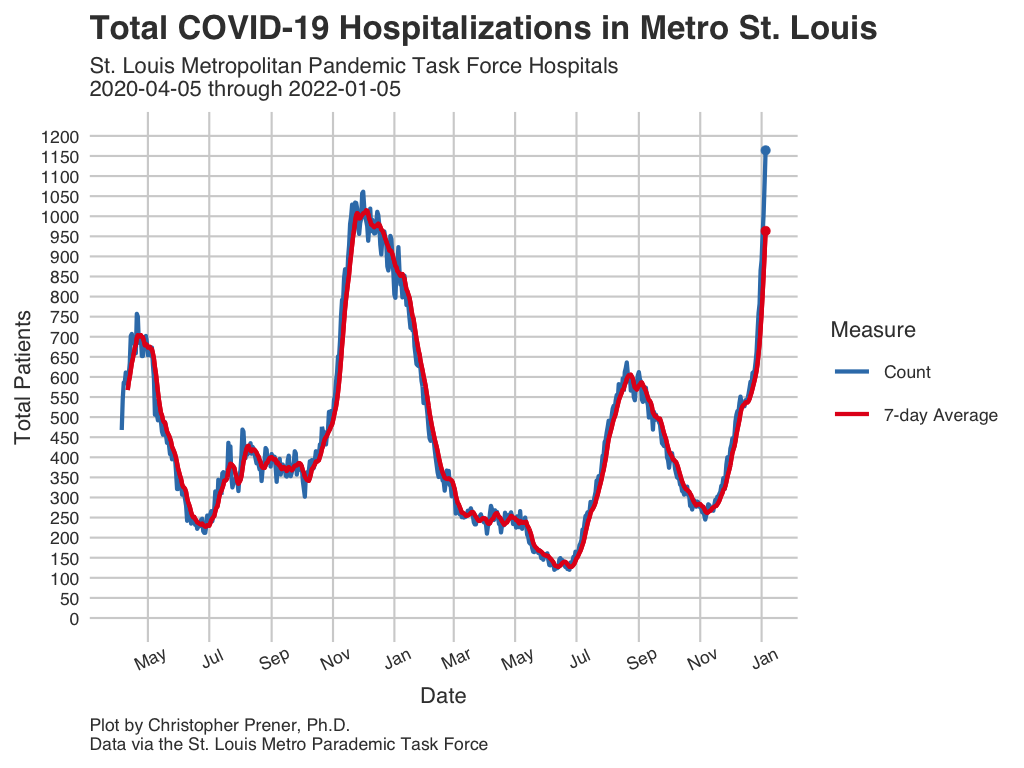 Total COVID-19 Hospitalizations in Metro St. Louis
St. Louis Metropolitan Pandemic Task Force Hospitals
2020-04-05 through 2022-01-05
Total Patients
1200
1150
1100
1050
1000
950
900
850
800
750
700
650
600
550
500
450
400
350
300
250
200
150
100
50
0
May Jul Sep Nov Jan Mar May Jul Sep Nov Jan
Date
Measure
Count
7-day Average
Plot by Christopher Prener, Ph.D.
Data via the St. Louis Metro Parademic Task Force